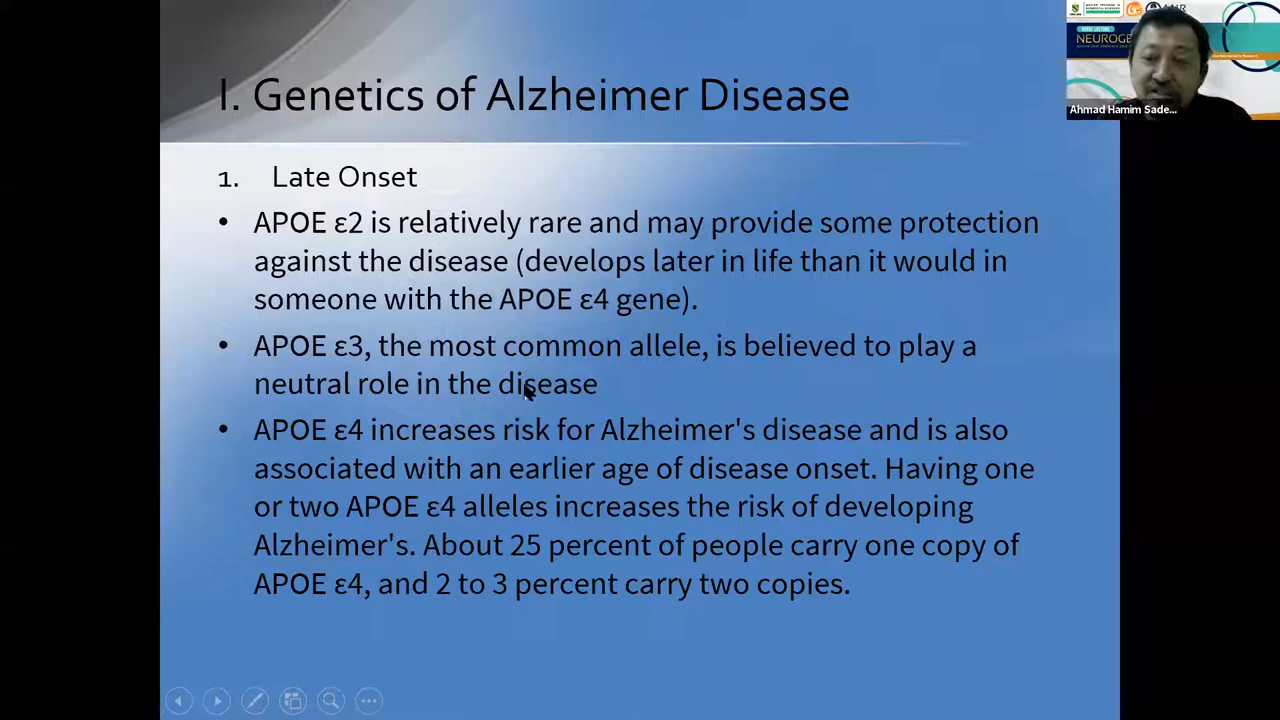 I. Genetics of Alzheimer Disease
1. Late Onset
• APOE ε2 is relatively rare and may provide some protection
against the disease (develops later in life than it would in
someone with the APOE ε4 gene).
• APOE ε3, the most common allele, is believed to play a
neutral role in the disease
• APOE ε4 increases risk for Alzheimer's disease and is also
associated with an earlier age of disease onset. Having one
or two APOE ε4 alleles increases the risk of developing
Alzheimer's. About 25 percent of people carry one copy of
APOE ε4, and 2 to 3 percent carry two copies.
NEUROGE
Ahmad Hamim Sade...